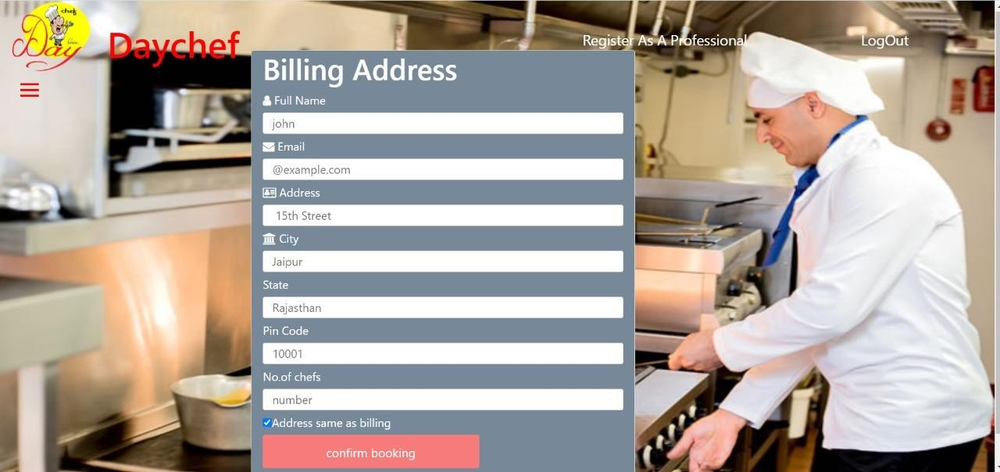 chef
Day
Daychef
Register As A Professional
LogOut
Billing Address
Full Name
john
Email
@example.com
Address
15th Street
City
Jaipur
State
Rajasthan
Pin Code
10001
No.of chefs
number
Address same as billing
confirm booking